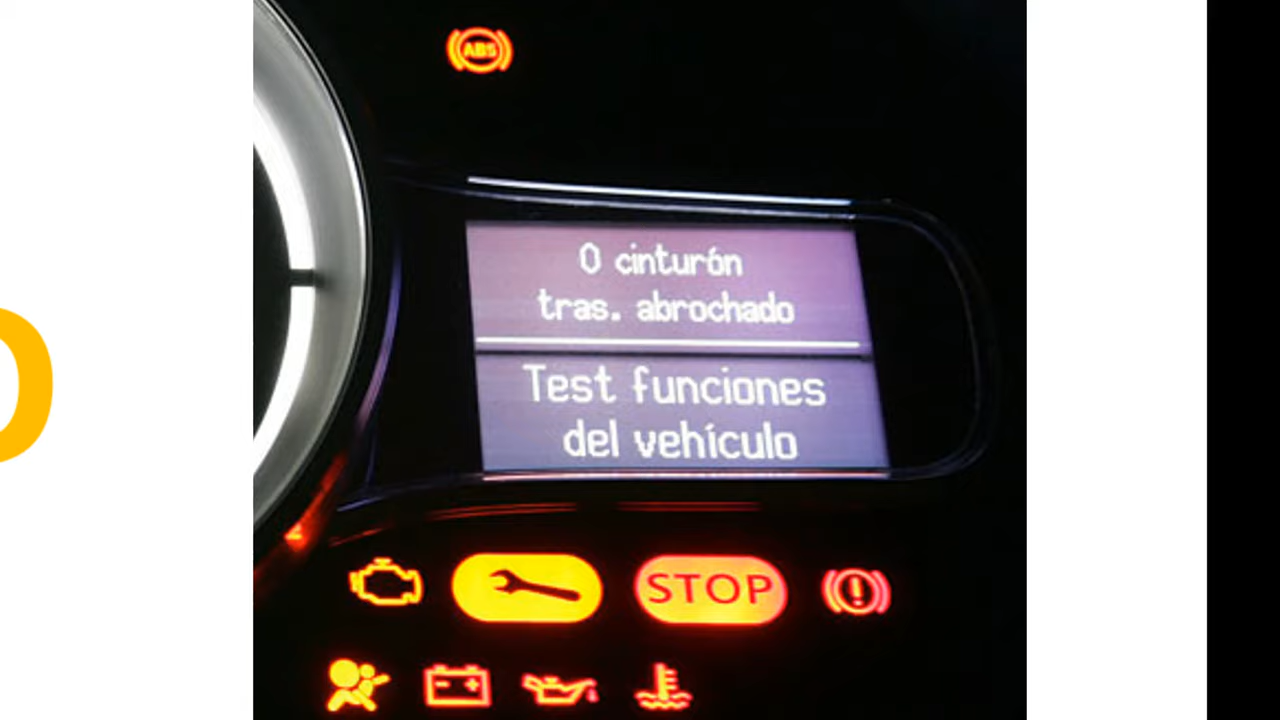 ABS
0 cinturón
tras. abrochado
Test funciones
del vehículo
STOP